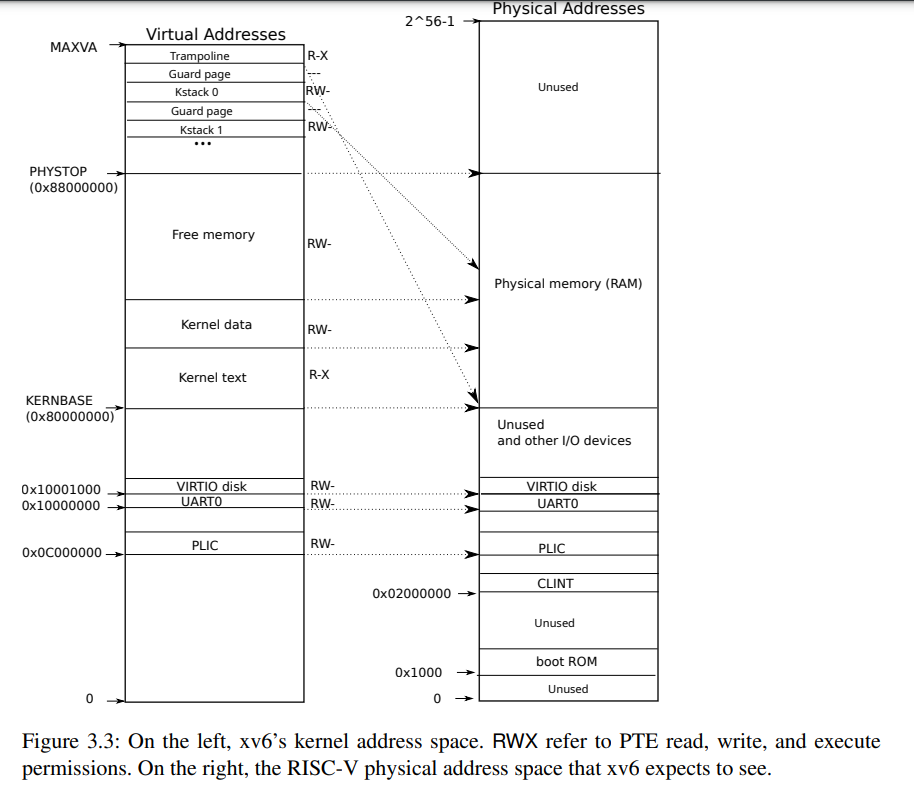 Virtual Addresses
MAXVA
Trampoline
R-X
Guard page
---
Kstack 0
RW-
Guard page
---
Kstack 1
RW-
...
PHYSTOP
(0x88000000)
Free memory
RW-
Kernel data
RW-
Kernel text
R-X
KERNBASE
(0x80000000)
0x10001000
VIRTIO disk
RW-
0x10000000
UART0
RW-
0x0C000000
PLIC
RW-
0
Physical Addresses
2^56-1
Unused
Physical memory (RAM)
Unused
and other I/O devices
VIRTIO disk
UART0
PLIC
CLINT
0x02000000
Unused
boot ROM
0x1000
Unused
0
Figure 3.3: On the left, xv6's kernel address space. RWX refer to PTE read, write, and execute
permissions. On the right, the RISC-V physical address space that xv6 expects to see.